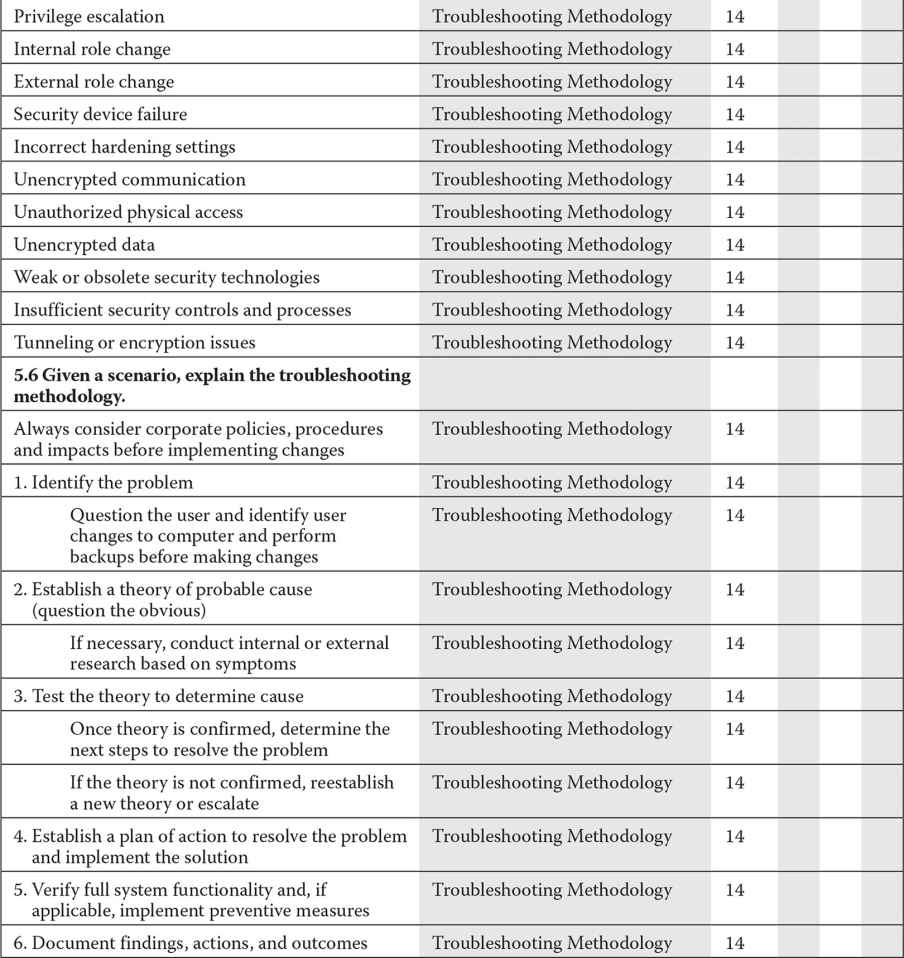 Privilege escalation Troubleshooting Methodology 14
Internal role change Troubleshooting Methodology 14
External role change Troubleshooting Methodology 14
Security device failure Troubleshooting Methodology 14
Incorrect hardening settings Troubleshooting Methodology 14
Unencrypted communication Troubleshooting Methodology 14
Unauthorized physical access Troubleshooting Methodology 14
Unencrypted data Troubleshooting Methodology 14
Weak or obsolete security technologies Troubleshooting Methodology 14
Insufficient security controls and processes Troubleshooting Methodology 14
Tunneling or encryption issues Troubleshooting Methodology 14
5.6 Given a scenario, explain the troubleshooting
methodology.
Always consider corporate policies, procedures Troubleshooting Methodology 14
and impacts before implementing changes
1. Identify the problem Troubleshooting Methodology 14
Question the user and identify user Troubleshooting Methodology 14
changes to computer and perform
backups before making changes
2. Establish a theory of probable cause Troubleshooting Methodology 14
(question the obvious)
If necessary, conduct internal or external Troubleshooting Methodology 14
research based on symptoms
3. Test the theory to determine cause Troubleshooting Methodology 14
Once theory is confirmed, determine the Troubleshooting Methodology 14
next steps to resolve the problem
If the theory is not confirmed, reestablish Troubleshooting Methodology 14
a new theory or escalate
4. Establish a plan of action to resolve the problem Troubleshooting Methodology 14
and implement the solution
5. Verify full system functionality and, if Troubleshooting Methodology 14
applicable, implement preventive measures
6. Document findings, actions, and outcomes Troubleshooting Methodology 14